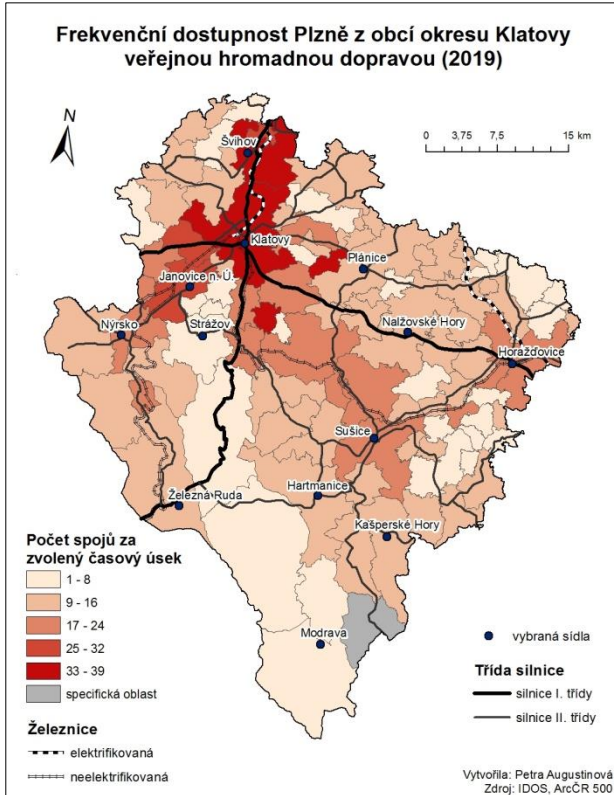 Frekvenční dostupnost Plzně z obcí okresu Klatovy
veřejnou hromadnou dopravou (2019)
N
0 3,75 7,5 15 km
Švihov
Klatovy
Plánice
Janovice n. Ú.
Nýrsko
Strážov
Nalžovské Hory
Horažďovice
Sušice
Hartmanice
Železná Ruda
Kašperské Hory
Modrava
Počet spojů za
zvolený časový úsek
1 - 8
9 - 16
17 - 24
25 - 32
33 - 39
specifická oblast
Železnice
elektrifikovaná
neelektrifikovaná
vybraná sídla
Třída silnice
silnice I. třídy
silnice II. třídy
Vytvořila: Petra Augustinová
Zdroj: IDOS, ArcČR 500